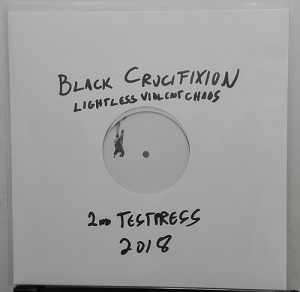 BLACK CRUCIFIXION
LIGHTLESS VIOLENT CHAOS
2ND TESTPRESS
2018